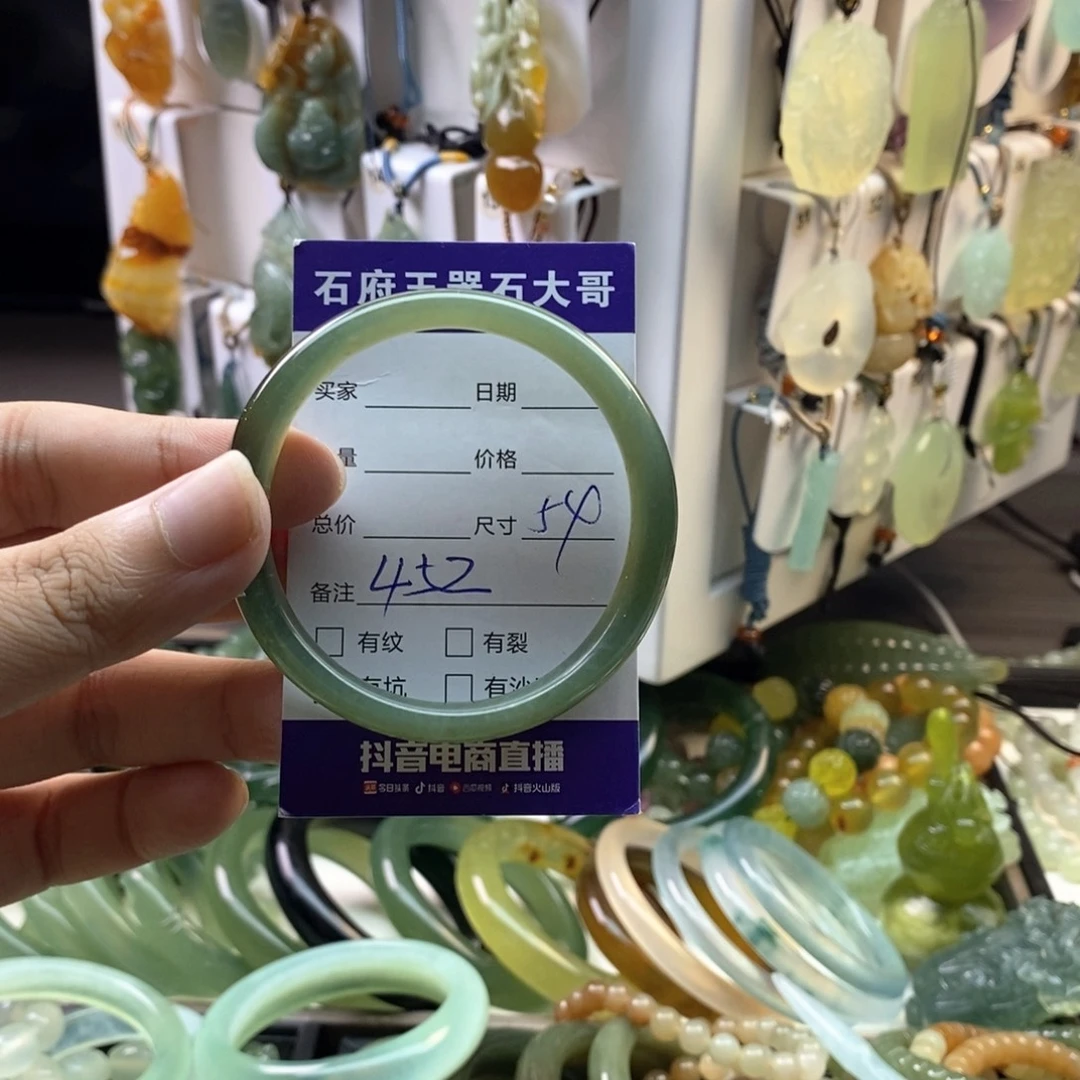 石府玉器石大哥
买家 日期
量 价格
总价 尺寸 54
备注
有纹 有裂
有坑 有沙
抖音电商直播
今日头条 抖音 西瓜视频 抖音火山版